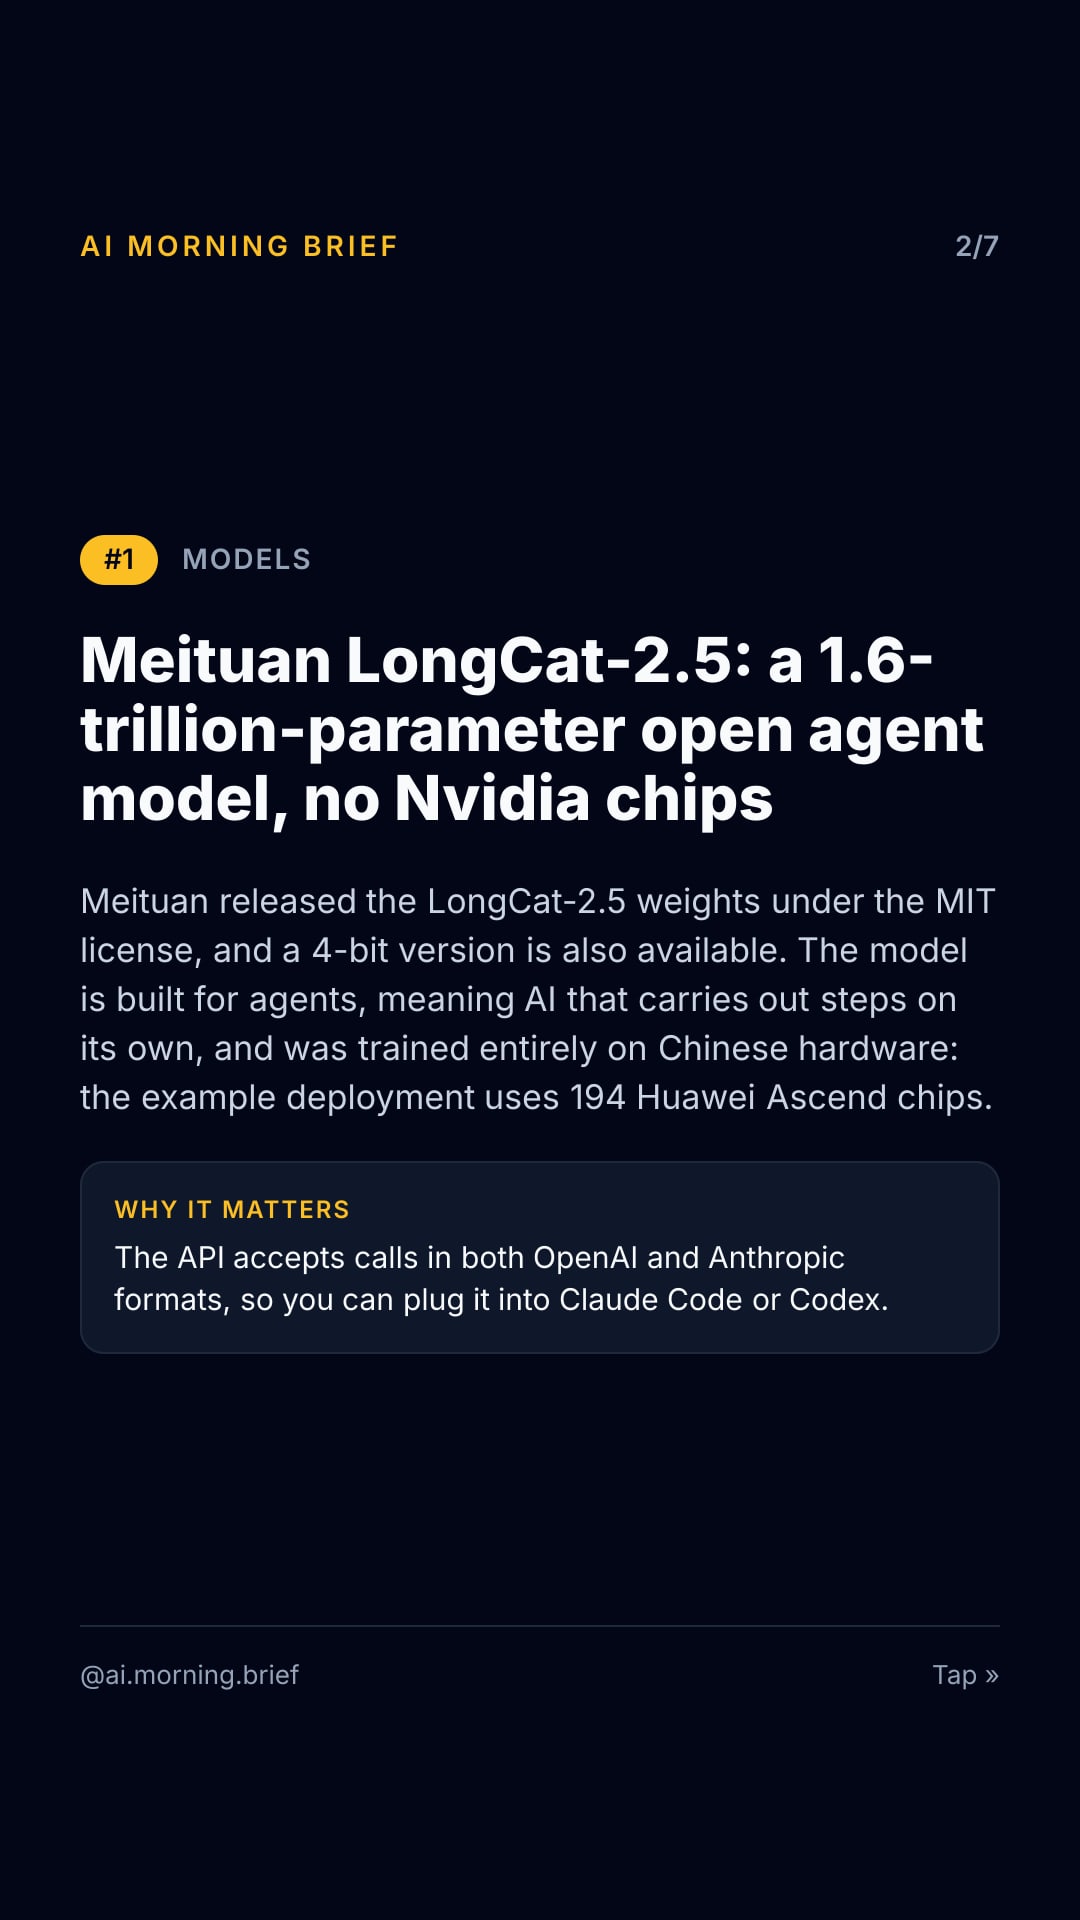 AI MORNING BRIEF
2/7
#1 MODELS
Meituan LongCat-2.5: a 1.6-
trillion-parameter open agent
model, no Nvidia chips
Meituan released the LongCat-2.5 weights under the MIT
license, and a 4-bit version is also available. The model
is built for agents, meaning AI that carries out steps on
its own, and was trained entirely on Chinese hardware:
the example deployment uses 194 Huawei Ascend chips.
WHY IT MATTERS
The API accepts calls in both OpenAI and Anthropic
formats, so you can plug it into Claude Code or Codex.
@ai.morning.brief
Tap »